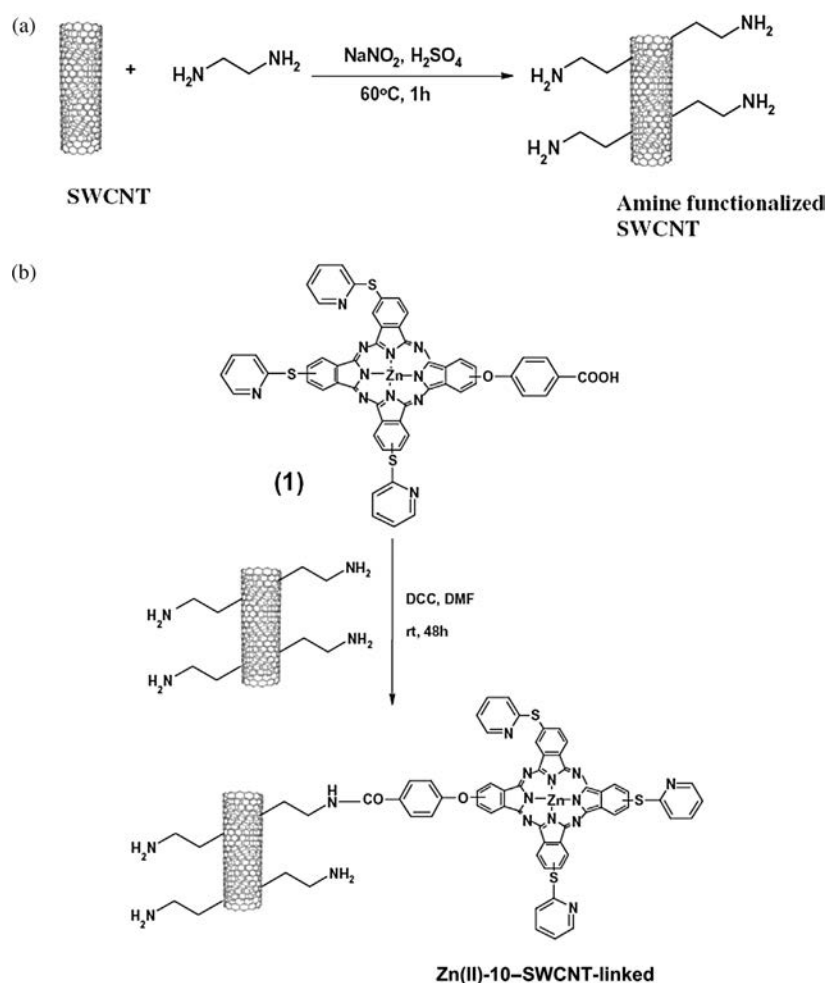 (a)
+
H₂N
NH₂
NaNO₂, H₂SO₄
60°C, 1h
SWCNT
H₂N
NH₂
H₂N
NH₂
Amine functionalized
SWCNT
(b)
N
S
N
S
N
N
N
N
N
N
N
N
Zn
O
COOH
S
N
(1)
H₂N
NH₂
H₂N
NH₂
DCC, DMF
rt, 48h
H₂N
H
N
CO
O
H₂N
NH₂
N
S
N
N
N
N
N
N
N
N
Zn
S
N
S
N
Zn(II)-10–SWCNT-linked